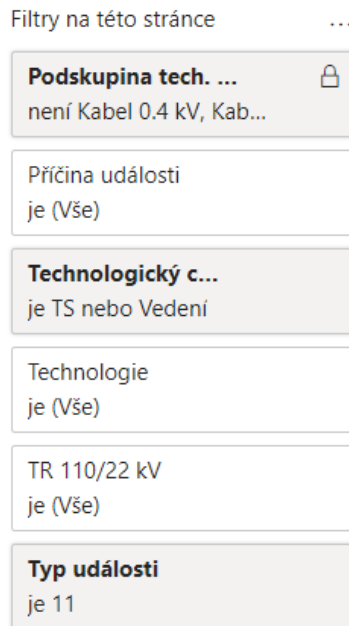 Filtry na této stránce ...
Podskupina tech. ...
není Kabel 0.4 kV, Kab...
Příčina události
je (Vše)
Technologický c...
je TS nebo Vedení
Technologie
je (Vše)
TR 110/22 kV
je (Vše)
Typ události
je 11